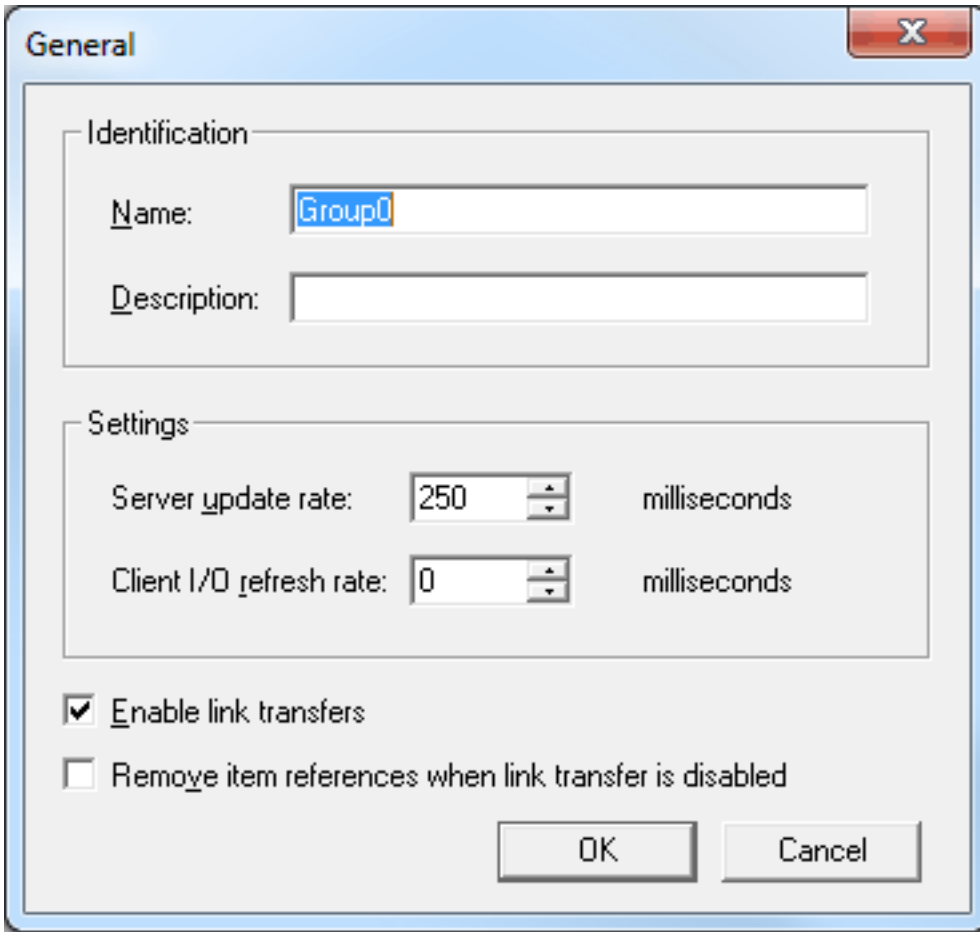 General
Identification
Name: Group0
Description:
Settings
Server update rate: 250 milliseconds
Client I/O refresh rate: 0 milliseconds
Enable link transfers
Remove item references when link transfer is disabled
OK Cancel